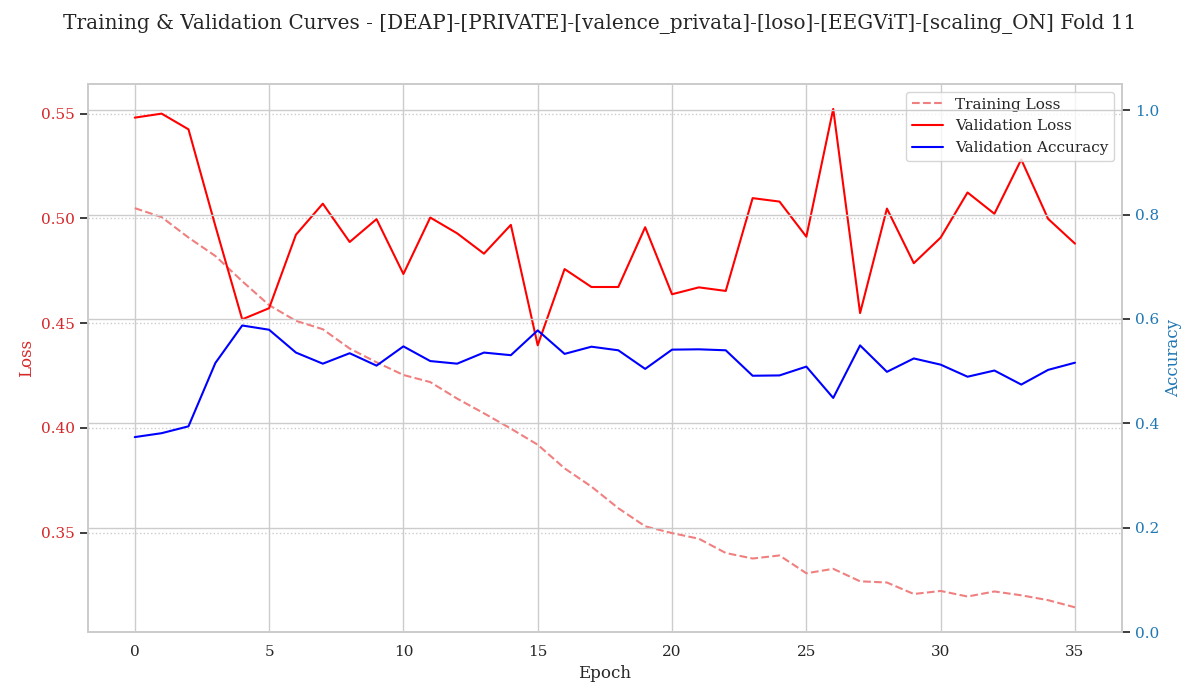 Training & Validation Curves - [DEAP]-[PRIVATE]-[valence_privata]-[loso]-[EEGViT]-[scaling_ON] Fold 11
Training Loss
Validation Loss
Validation Accuracy
0.55
0.50
0.45
0.40
0.35
Loss
1.0
0.8
0.6
0.4
0.2
0.0
Accuracy
0 5 10 15 20 25 30 35
Epoch